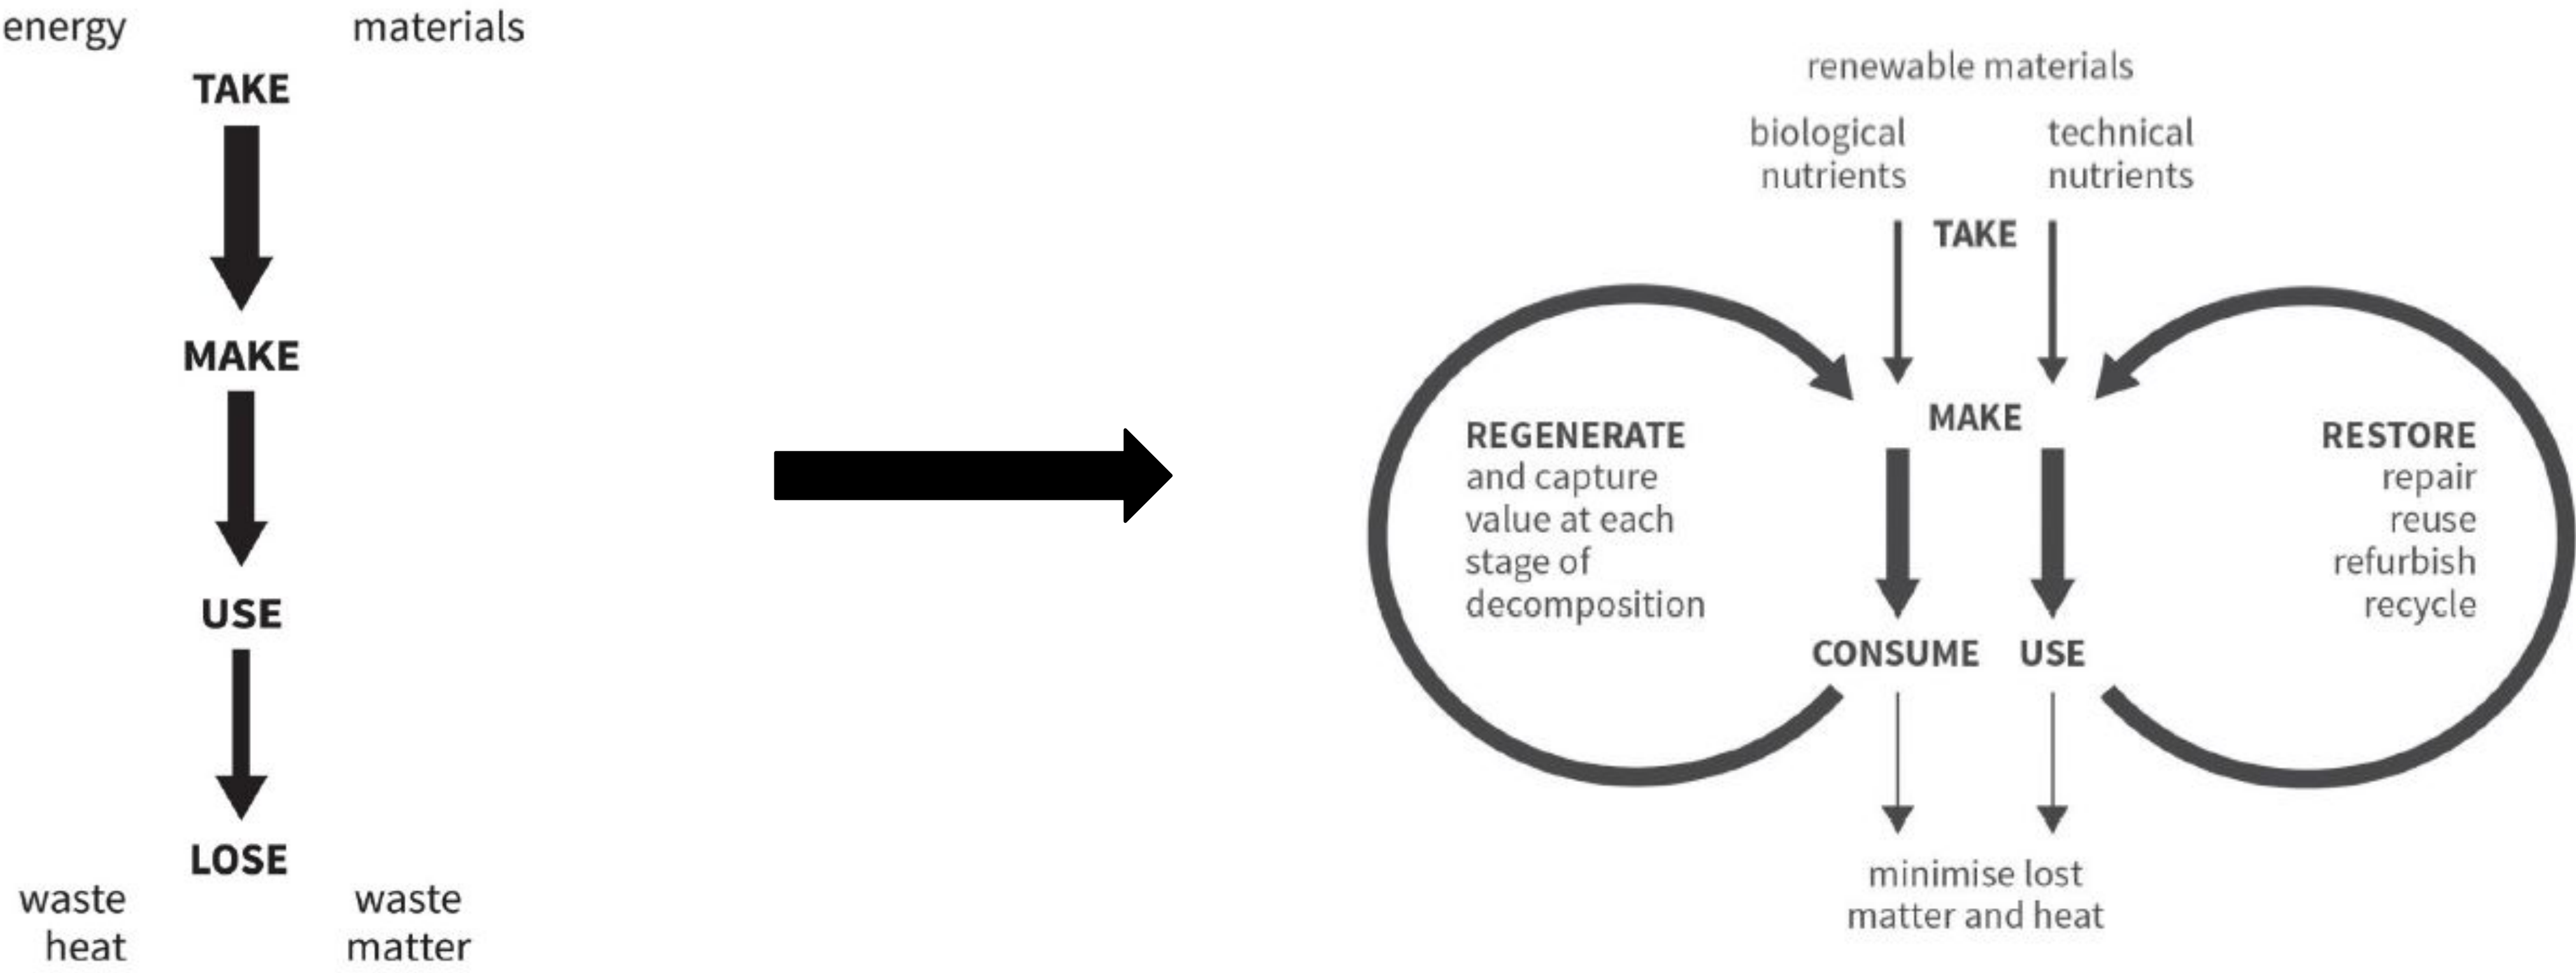 energy
materials
TAKE
MAKE
USE
LOSE
waste
heat
waste
matter
renewable materials
biological
nutrients
technical
nutrients
TAKE
MAKE
REGENERATE
and capture
value at each
stage of
decomposition
RESTORE
repair
reuse
refurbish
recycle
CONSUME
USE
minimise lost
matter and heat